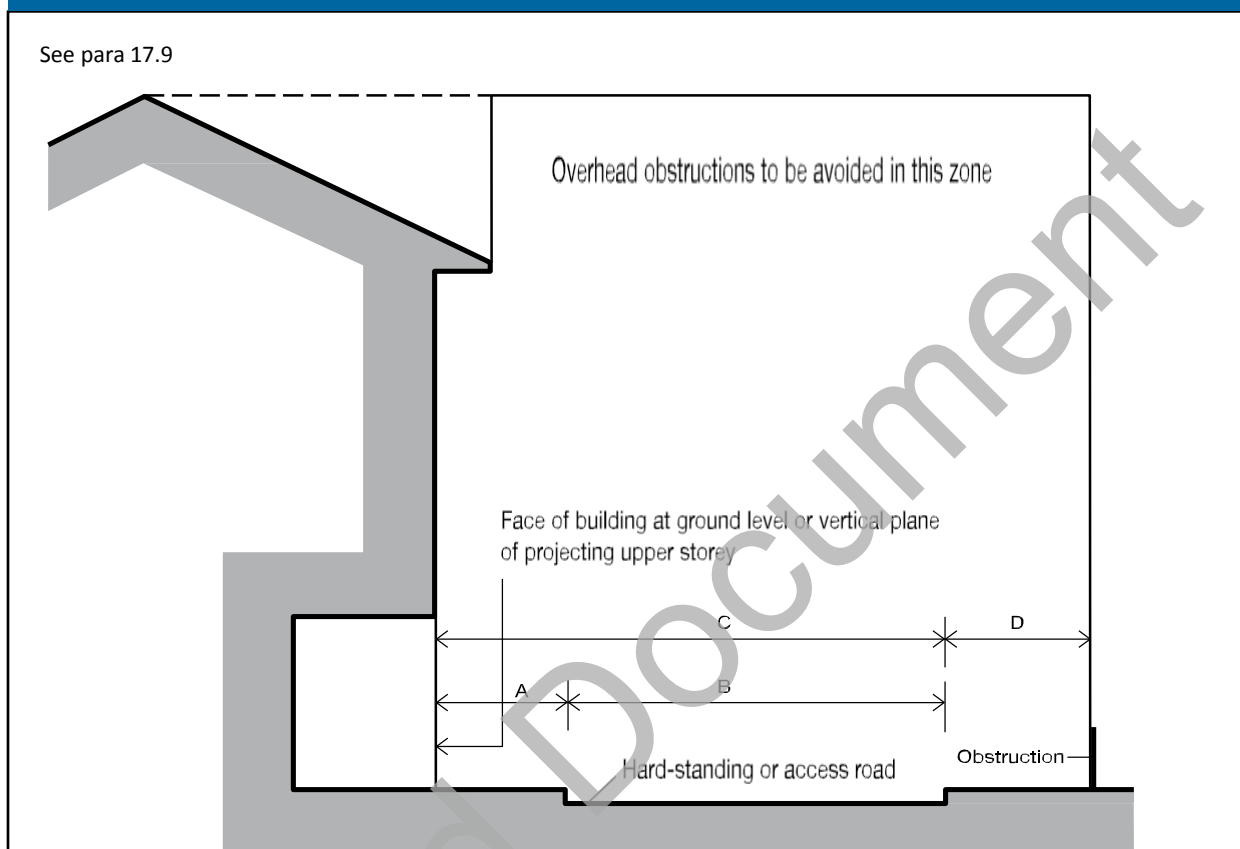 See para 17.9
Overhead obstructions to be avoided in this zone
Face of building at ground level or vertical plane
of projecting upper storey
C
D
A
B
Obstruction
Hard-standing or access road
d Document